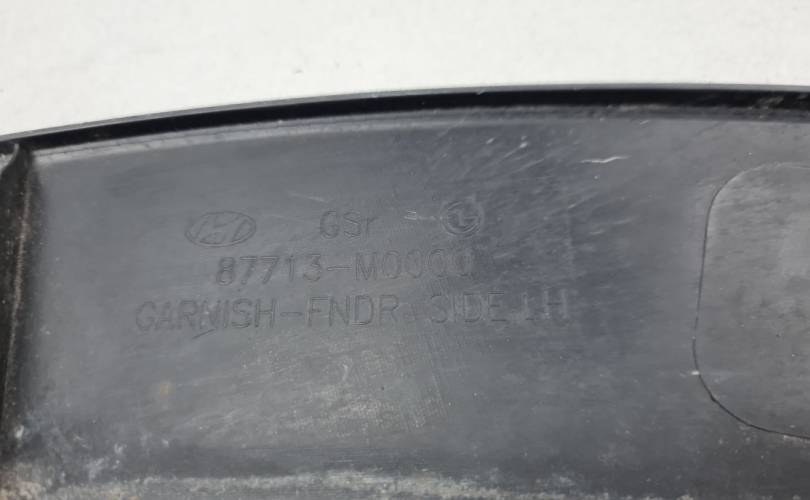 GSr
87713-M0000
GARNISH-FNDR SIDE LH